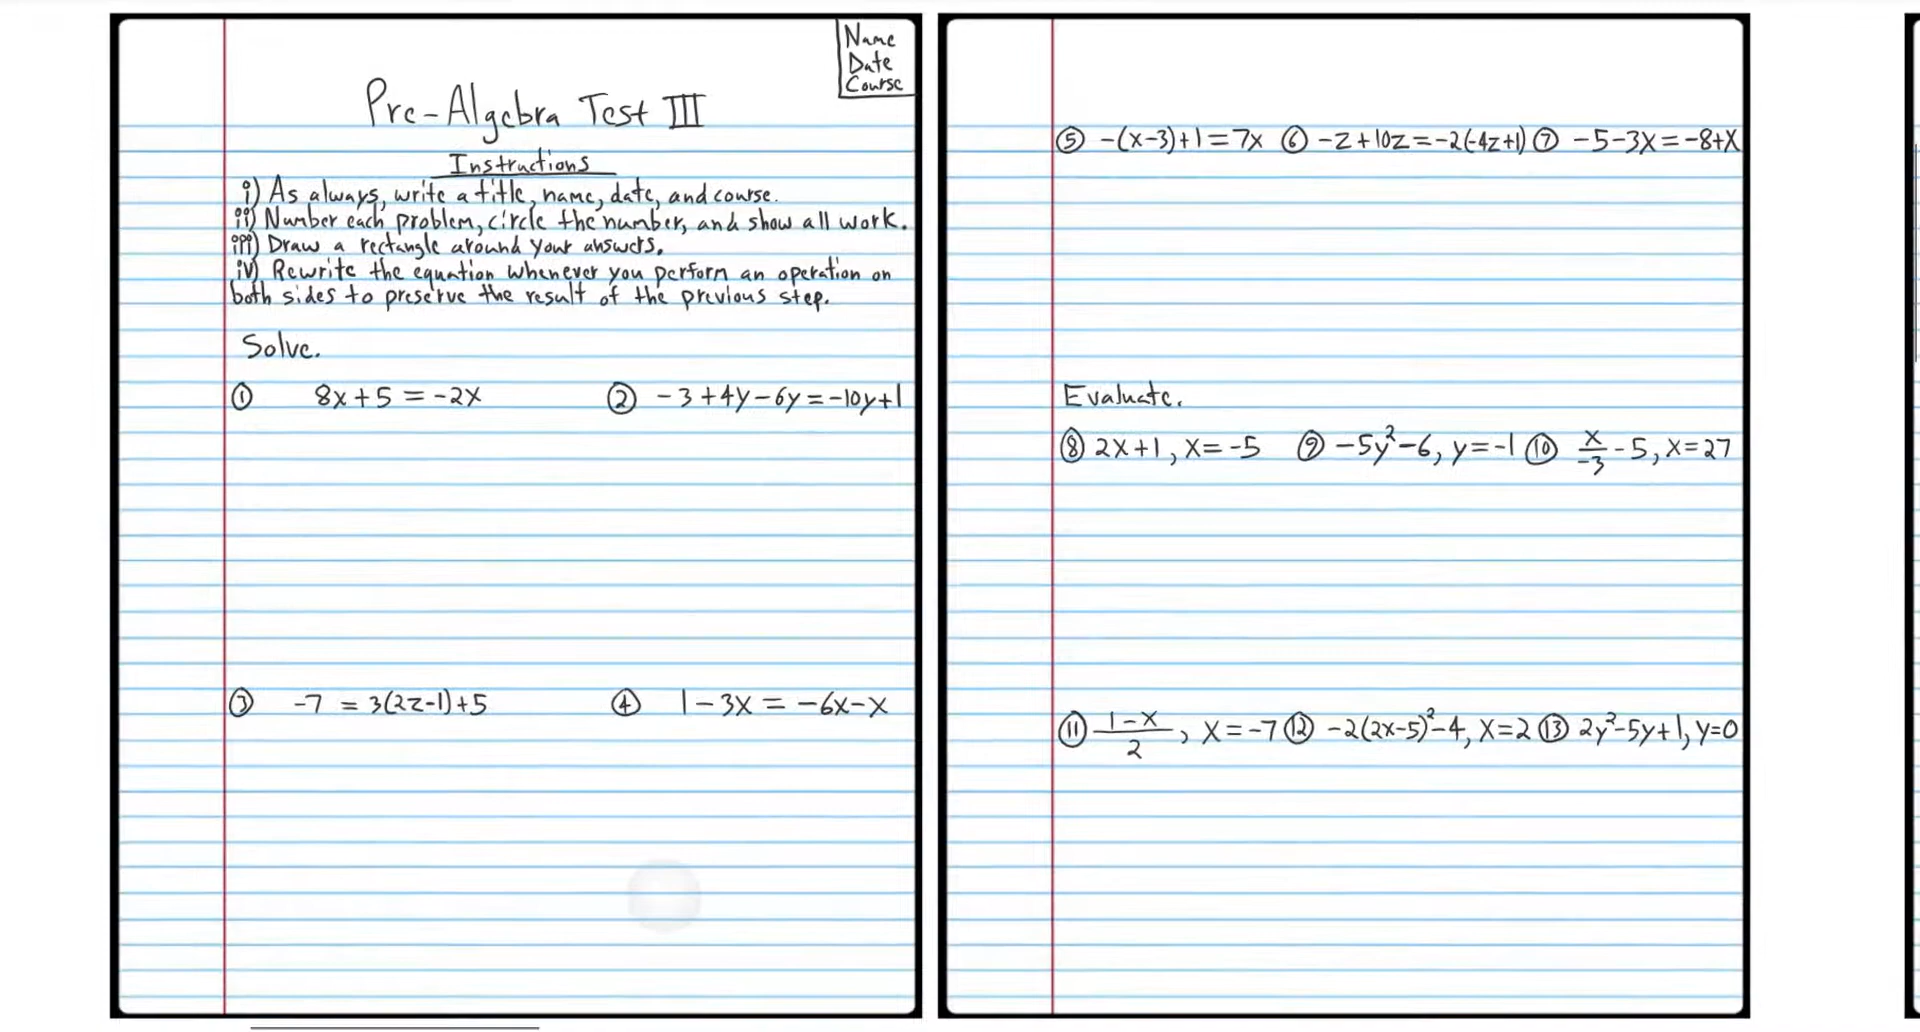 Name
Date
Course
Pre-Algebra Test III
Instructions
i) As always, write a title, name, date, and course.
ii) Number each problem, circle the number, and show all work.
iii) Draw a rectangle around your answers.
iv) Rewrite the equation whenever you perform an operation on
both sides to preserve the result of the previous step.
Solve.
① 8x+5 = -2x ② -3+4y-6y=-10y+1
③ -7 = 3(2z-1)+5 ④ 1-3x = -6x-x
⑤ -(x-3)+1=7x ⑥ -z+10z=-2(-4z+1) ⑦ -5-3x=-8+x
Evaluate.
⑧ 2x+1, x=-5 ⑨ -5y²-6, y=-1 ⑩ x/-3 -5, x=27
⑪ 1-x/2, x=-7 ⑫ -2(2x-5)²-4, x=2 ⑬ 2y²-5y+1, y=0